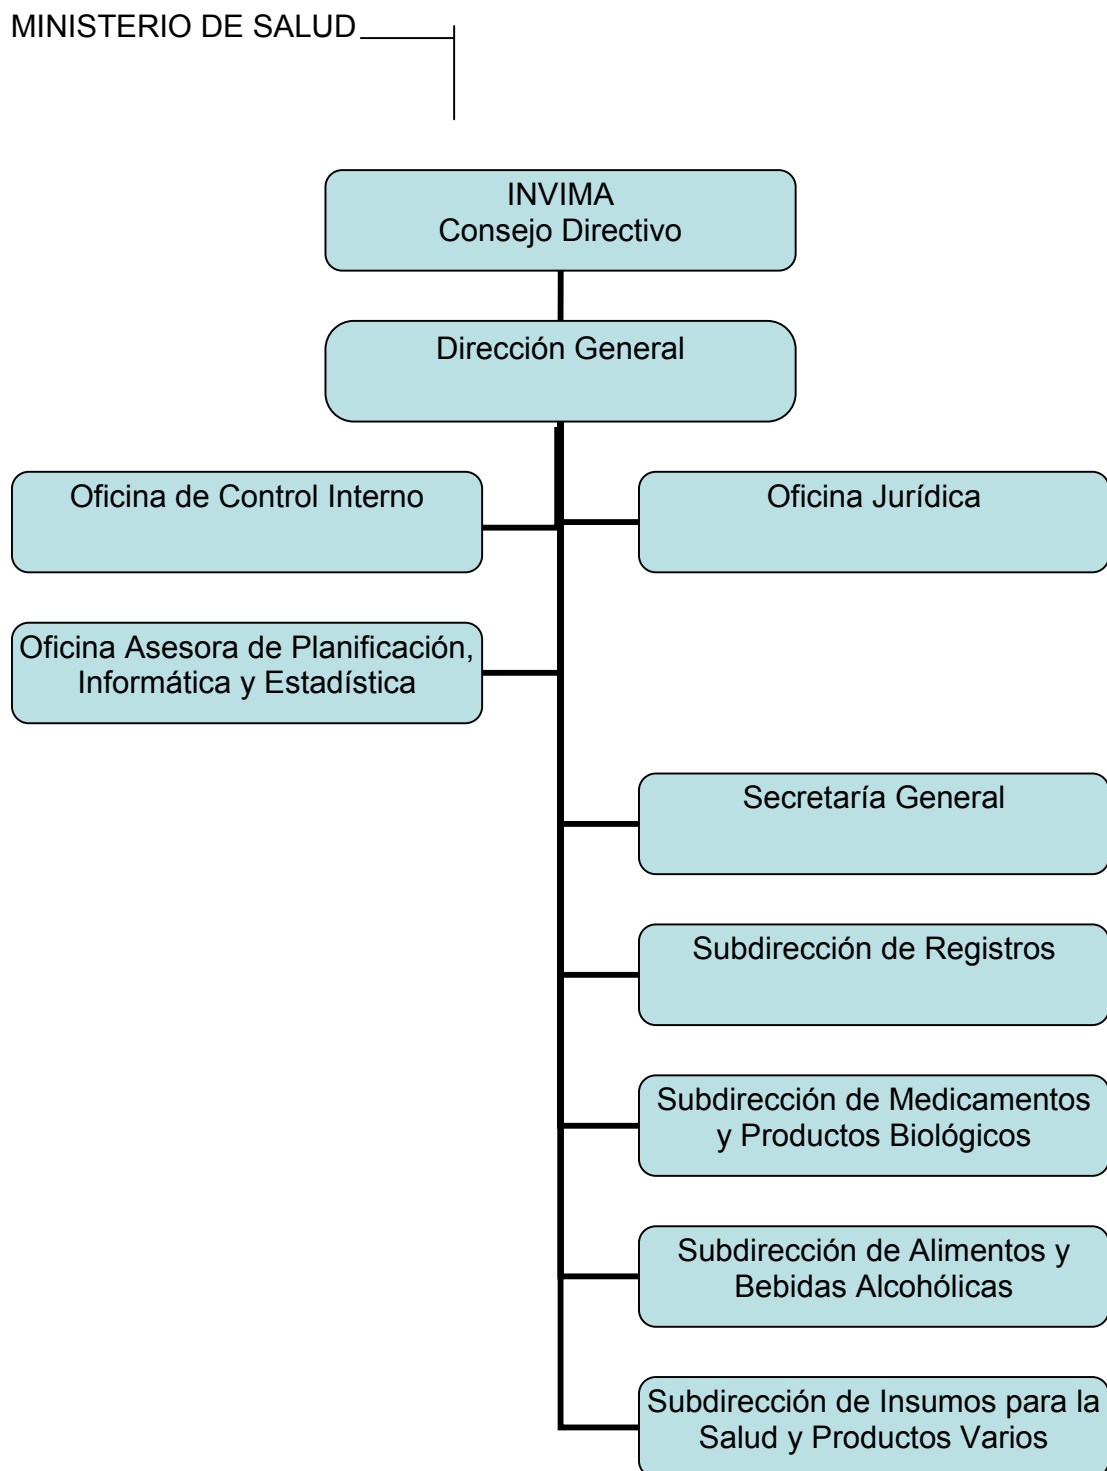 MINISTERIO DE SALUD
INVIMA
Consejo Directivo
Dirección General
Oficina de Control Interno
Oficina Jurídica
Oficina Asesora de Planificación,
Informática y Estadística
Secretaría General
Subdirección de Registros
Subdirección de Medicamentos
y Productos Biológicos
Subdirección de Alimentos y
Bebidas Alcohólicas
Subdirección de Insumos para la
Salud y Productos Varios